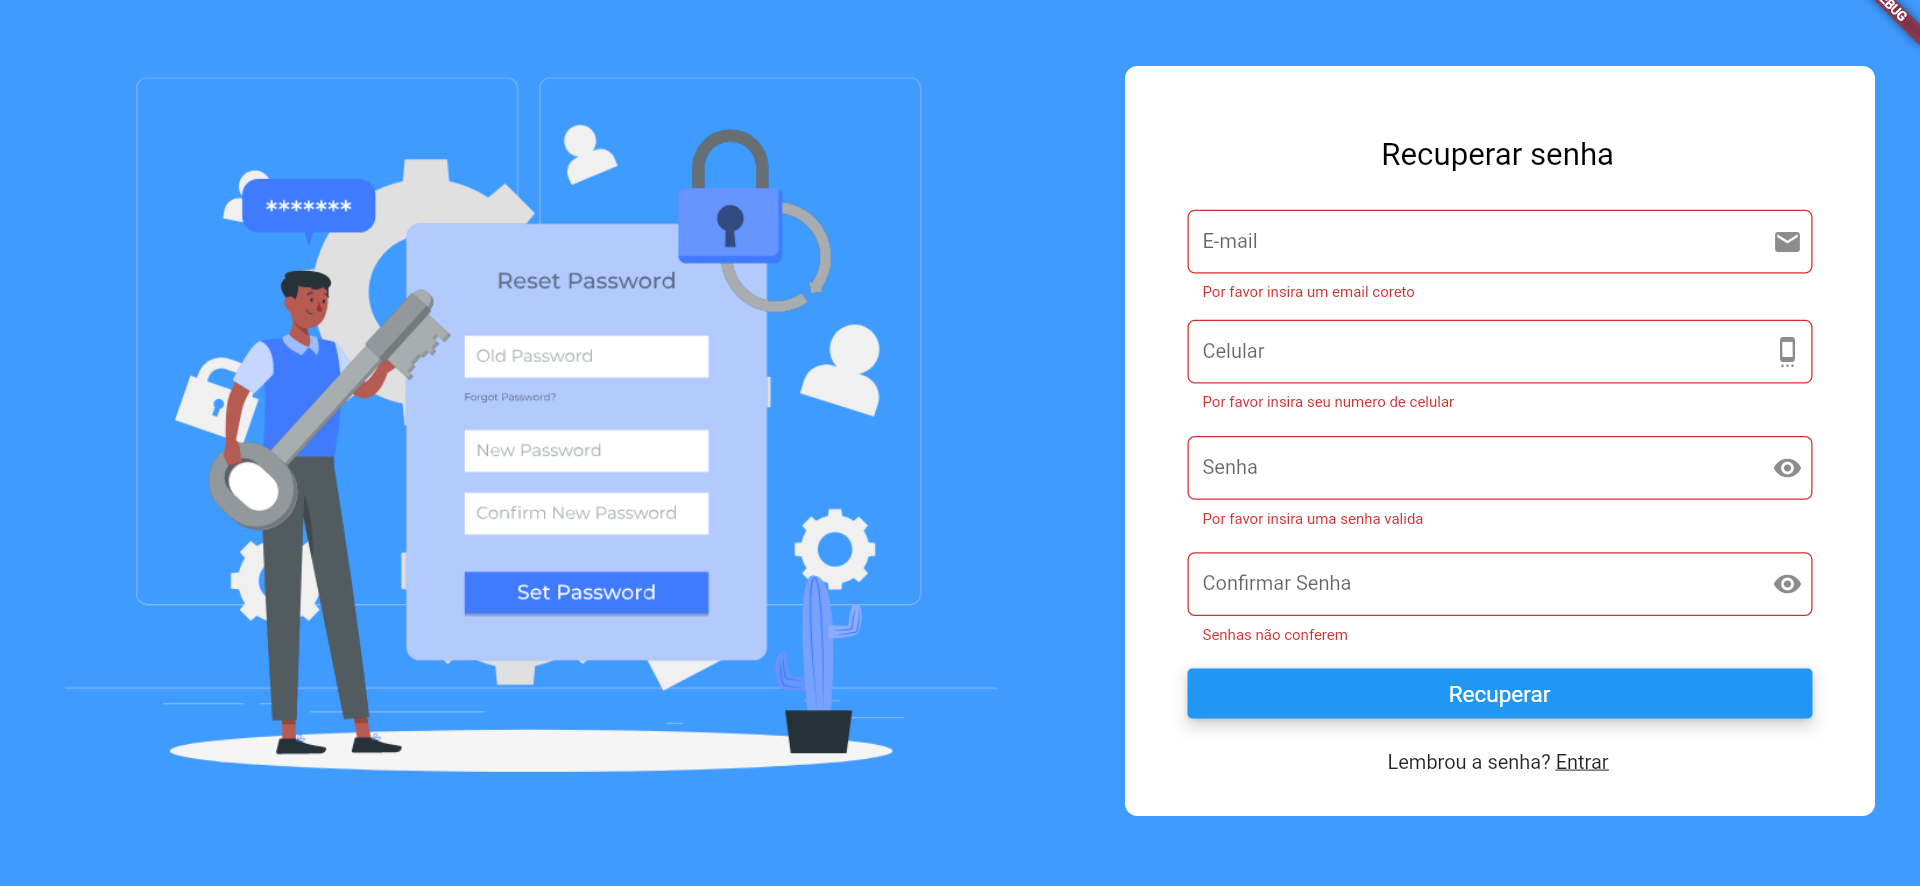 *******
Reset Password
Old Password
Forgot Password?
New Password
Confirm New Password
Set Password
Recuperar senha
E-mail
Por favor insira um email coreto
Celular
Por favor insira seu numero de celular
Senha
Por favor insira uma senha valida
Confirmar Senha
Senhas não conferem
Recuperar
Lembrou a senha? Entrar